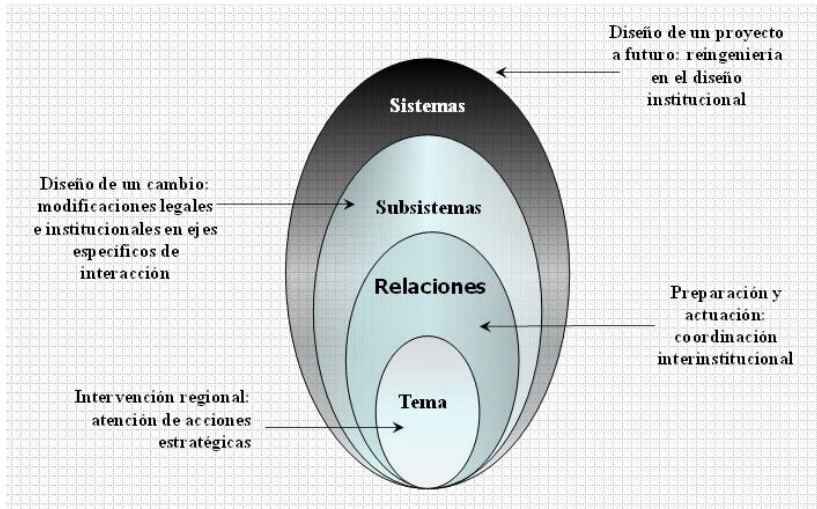 Diseño de un proyecto
a futuro: reingeniería
en el diseño
institucional
Sistemas
Diseño de un cambio:
modificaciones legales
e institucionales en ejes
específicos de
interacción
Subsistemas
Relaciones
Preparación y
actuación:
coordinación
interinstitucional
Intervención regional:
atención de acciones
estratégicas
Tema